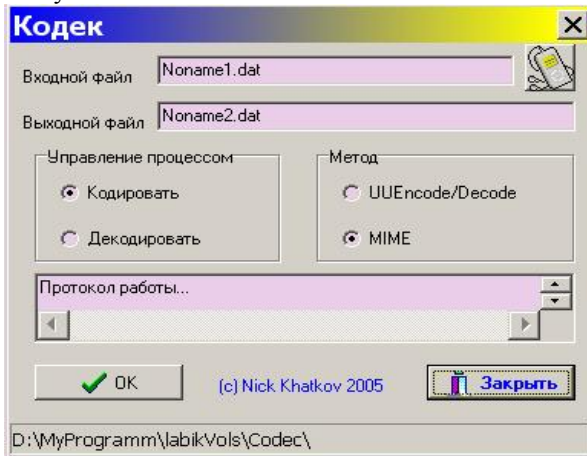 Кодек
Входной файл Noname1.dat
Выходной файл Noname2.dat
Управление процессом Метод
Кодировать UUEncode/Decode
Декодировать MIME
Протокол работы...
OK (c) Nick Khatkov 2005 Закрыть
D:\MyProgramm\labikVols\Codec\